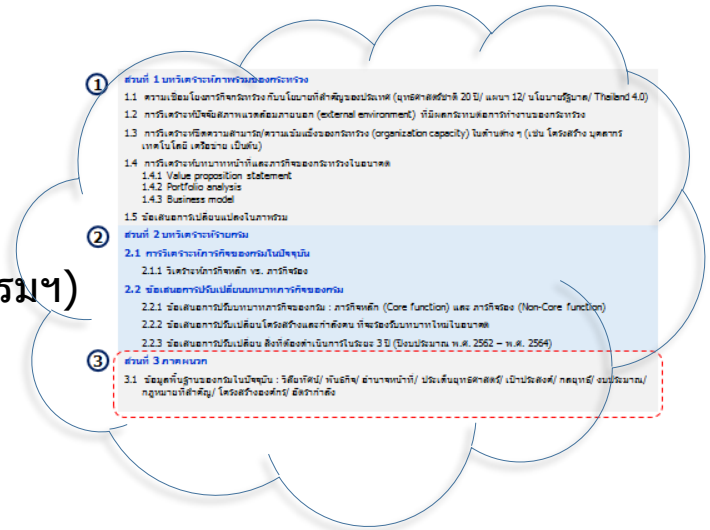 1
ส่วนที่ 1 บทวิเคราะห์ภาพรวมของกระทรวง
1.1 ความเชื่อมโยงภารกิจกระทรวง กับนโยบายที่สำคัญของประเทศ (ยุทธศาสตร์ชาติ 20 ปี/ แผนฯ 12/ นโยบายรัฐบาล/ Thailand 4.0)
1.2 การวิเคราะห์ปัจจัยสภาพแวดล้อมภายนอก (external environment) ที่มีผลกระทบต่อการทำงานของกระทรวง
1.3 การวิเคราะห์ขีดความสามารถ/ความเข้มแข็งของกระทรวง (organization capacity) ในด้านต่าง ๆ (เช่น โครงสร้าง บุคลากร
เทคโนโลยี เครือข่าย เป็นต้น)
1.4 การวิเคราะห์บทบาทหน้าที่และภารกิจของกระทรวงในอนาคต
1.4.1 Value proposition statement
1.4.2 Portfolio analysis
1.4.3 Business model
1.5 ข้อเสนอการเปลี่ยนแปลงในภาพรวม
2
ส่วนที่ 2 บทวิเคราะห์รายกรม
2.1 การวิเคราะห์ภารกิจของกรมในปัจจุบัน
2.1.1 วิเคราะห์ภารกิจหลัก vs. ภารกิจรอง
2.2 ข้อเสนอการปรับเปลี่ยนบทบาทภารกิจของกรม
รมฯ)
2.2.1 ข้อเสนอการปรับบทบาทภารกิจของกรม : ภารกิจหลัก (Core function) และ ภารกิจรอง (Non-Core function)
2.2.2 ข้อเสนอการปรับเปลี่ยนโครงสร้างและกำลังคน ที่จะรองรับบทบาทใหม่ในอนาคต
2.2.3 ข้อเสนอการปรับเปลี่ยน สิ่งที่ต้องดำเนินการในระยะ 3 ปี (ปีงบประมาณ พ.ศ. 2562 – พ.ศ. 2564)
3
ส่วนที่ 3 ภาคผนวก
3.1 ข้อมูลพื้นฐานของกรมในปัจจุบัน : วิสัยทัศน์/ พันธกิจ/ อำนาจหน้าที่/ ประเด็นยุทธศาสตร์/ เป้าประสงค์/ กลยุทธ์/ งบประมาณ/
กฎหมายที่สำคัญ/ โครงสร้างองค์กร/ อัตรากำลัง